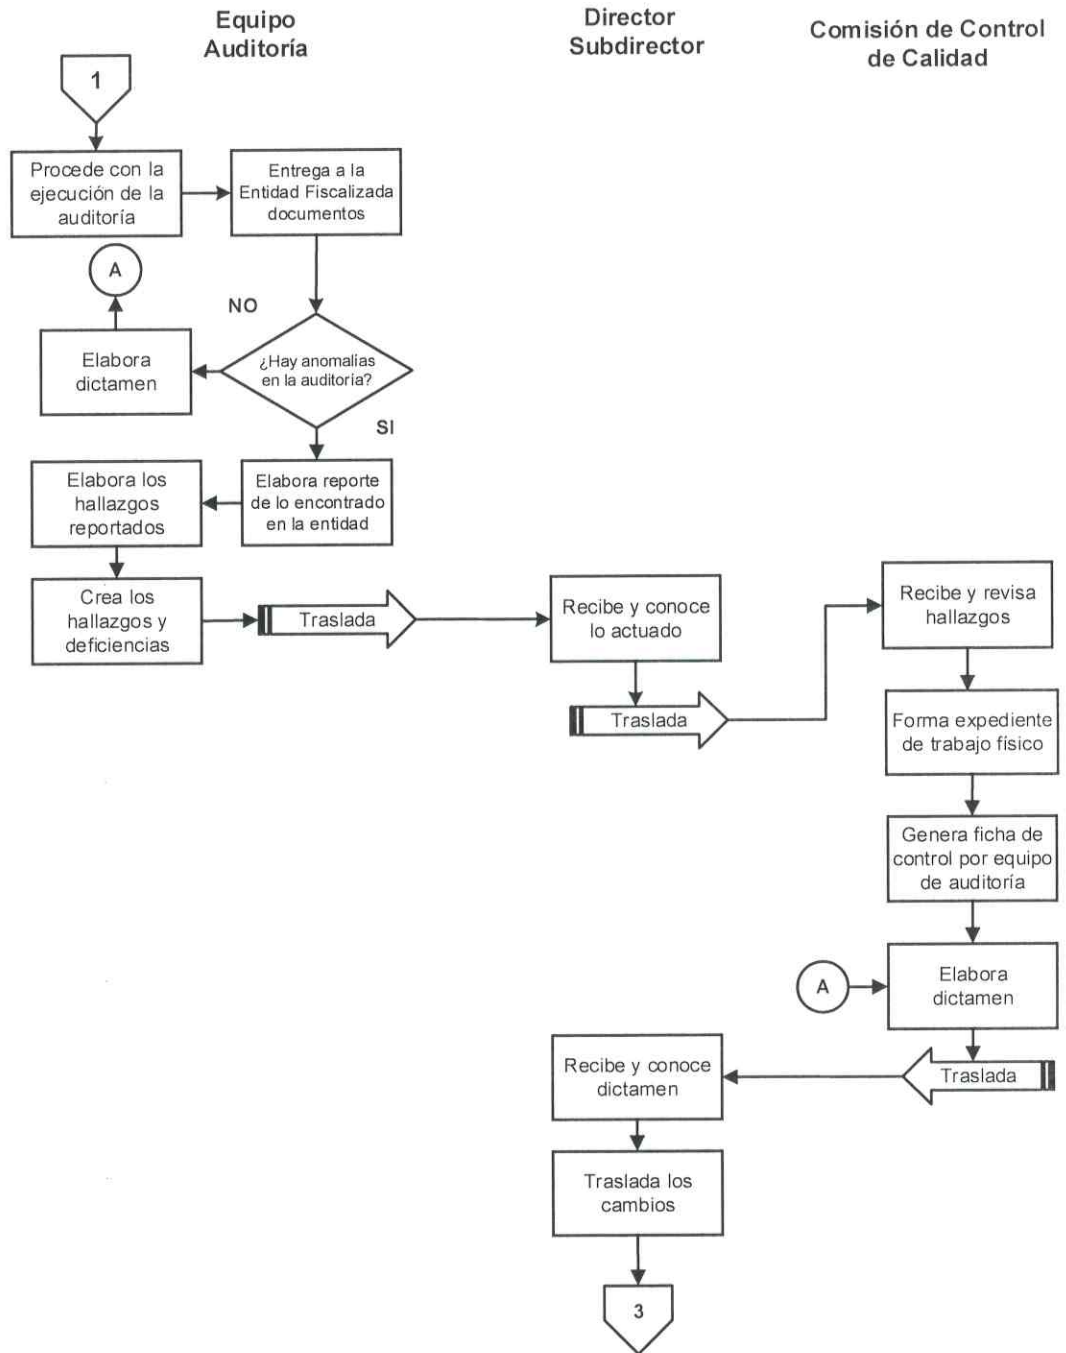 Equipo
Auditoría
Director
Subdirector
Comisión de Control
de Calidad
1
Procede con la
ejecución de la
auditoría
Entrega a la
Entidad Fiscalizada
documentos
A
NO
Elabora
dictamen
¿Hay anomalías
en la auditoría?
SI
Elabora los
hallazgos
reportados
Elabora reporte
de lo encontrado
en la entidad
Crea los
hallazgos y
deficiencias
Traslada
Recibe y conoce
lo actuado
Traslada
Recibe y revisa
hallazgos
Forma expediente
de trabajo físico
Genera ficha de
control por equipo
de auditoría
A
Elabora
dictamen
Traslada
Recibe y conoce
dictamen
Traslada los
cambios
3